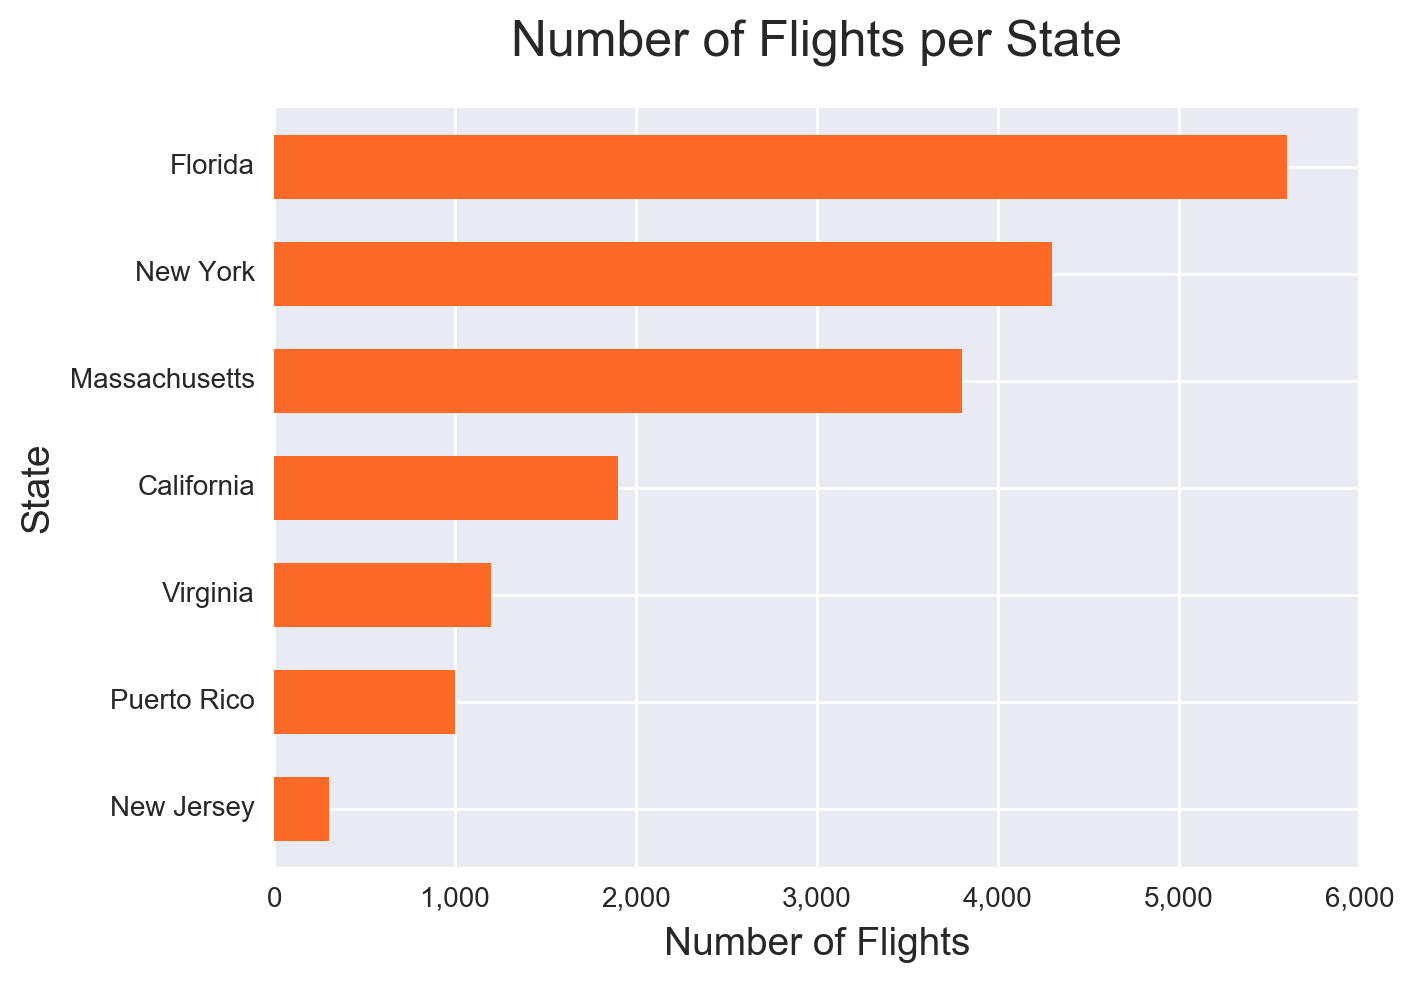 Number of Flights per State
Florida
New York
Massachusetts
California
Virginia
Puerto Rico
New Jersey
State
0 1,000 2,000 3,000 4,000 5,000 6,000
Number of Flights